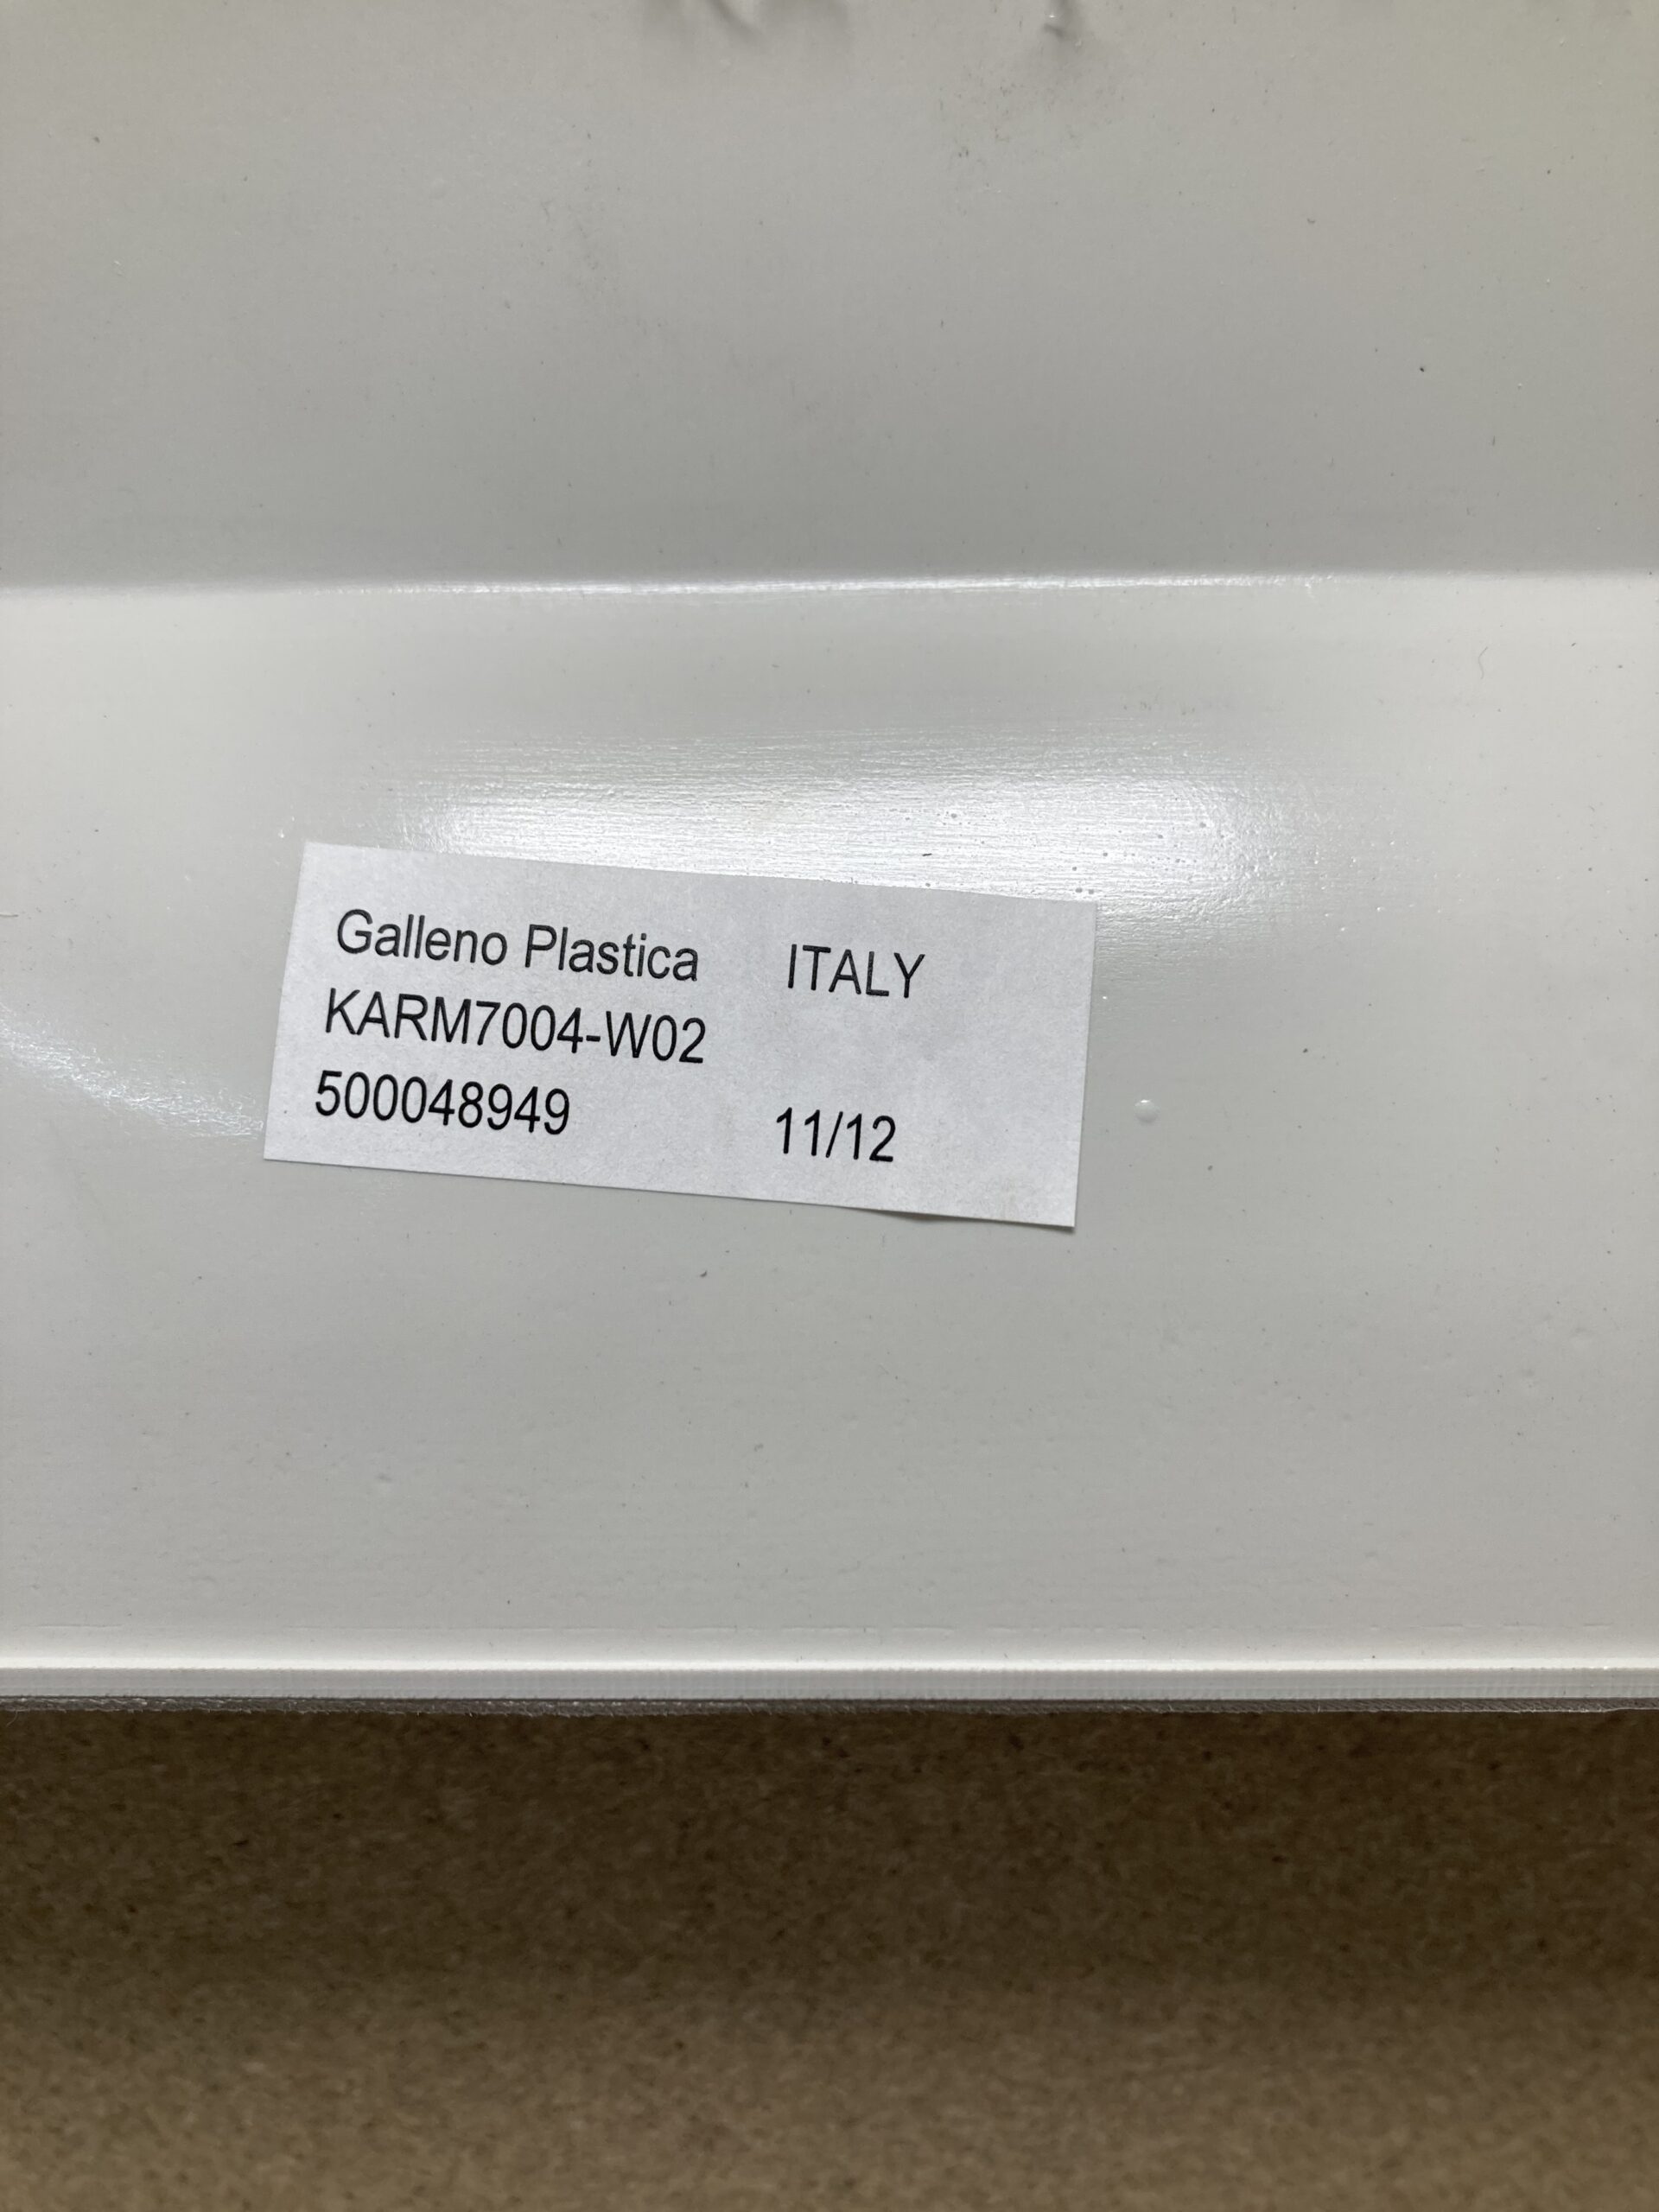 Galleno Plastica ITALY
KARM7004-W02
500048949 11/12